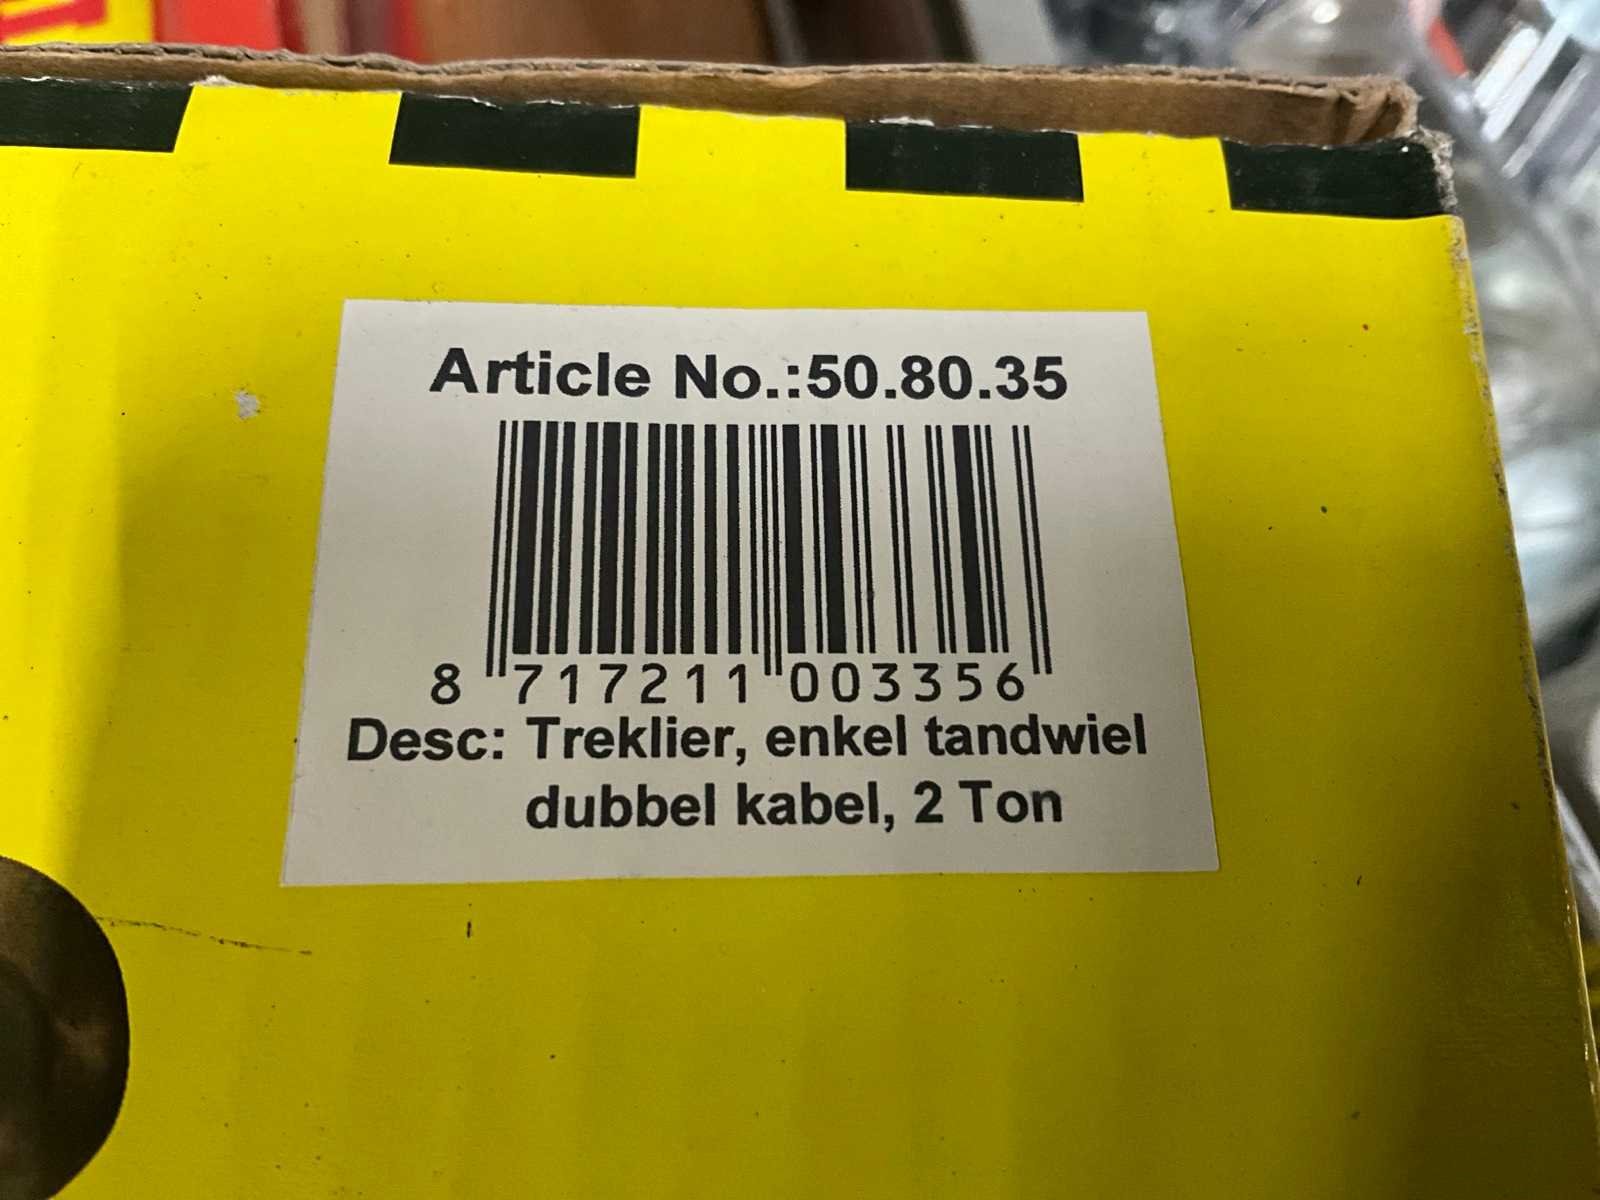 Article No.:50.80.35
8 717211 003356
Desc: Treklier, enkel tandwiel
dubbel kabel, 2 Ton